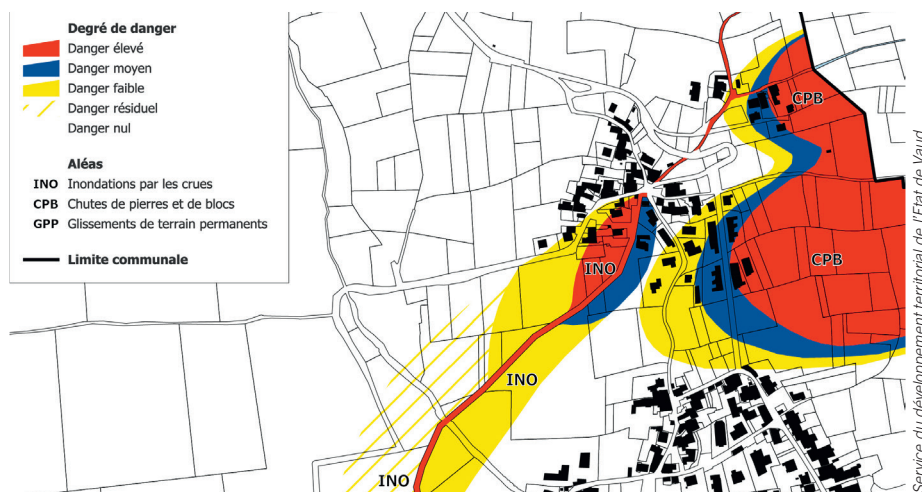 Degré de danger
Danger élevé
Danger moyen
Danger faible
Danger résiduel
Danger nul
Aléas
INO Inondations par les crues
CPB Chutes de pierres et de blocs
GPP Glissements de terrain permanents
Limite communale
CPB
CPB
INO
INO
INO
Service du développement territorial de l'Etat de Vaud